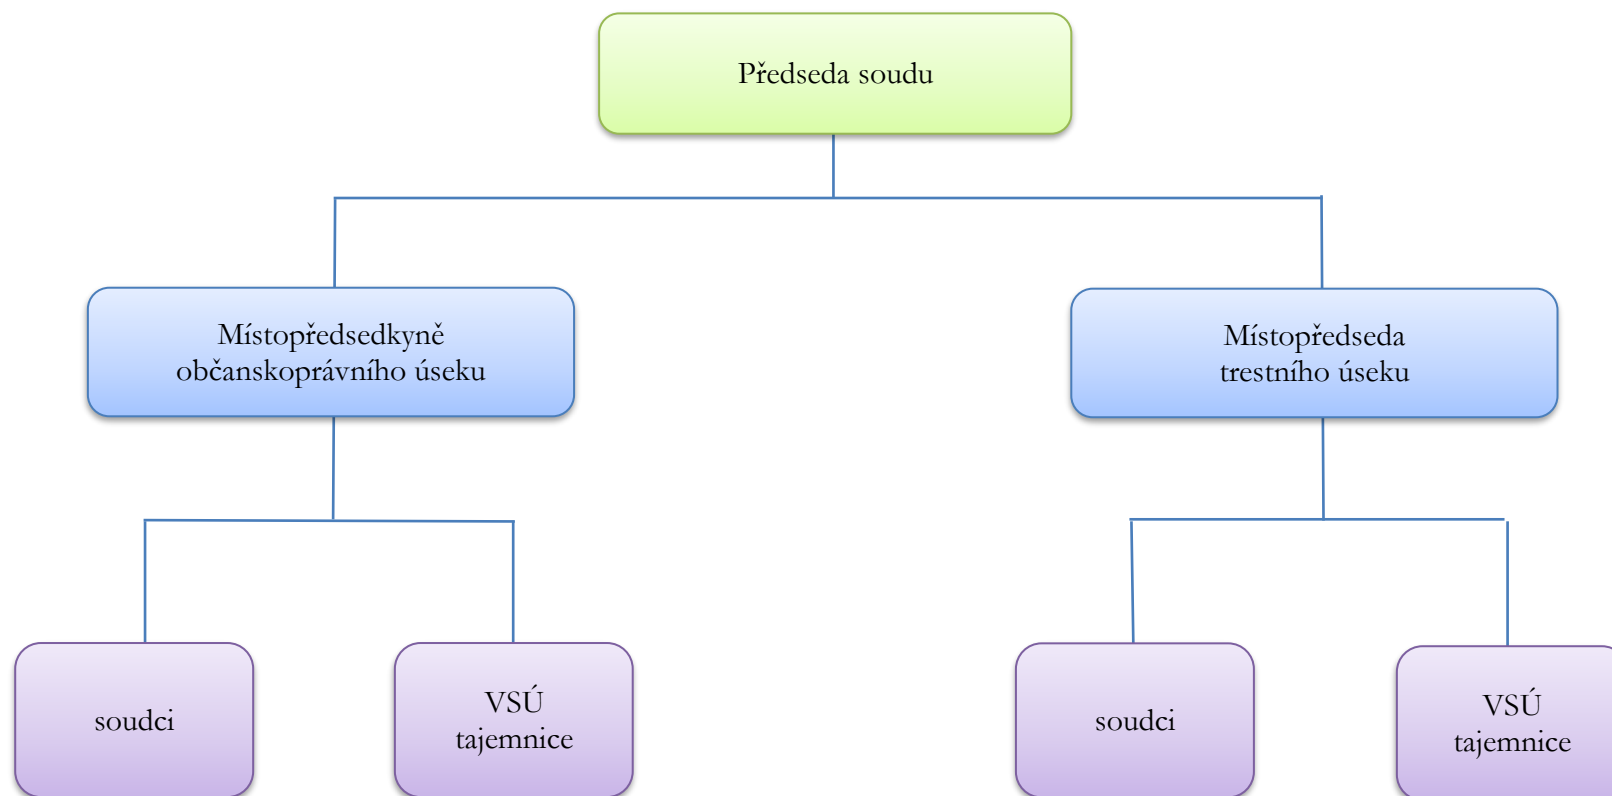 Předseda soudu
Místopředsedkyně
občanskoprávního úseku
Místopředseda
trestního úseku
soudci
VSÚ
tajemnice
soudci
VSÚ
tajemnice